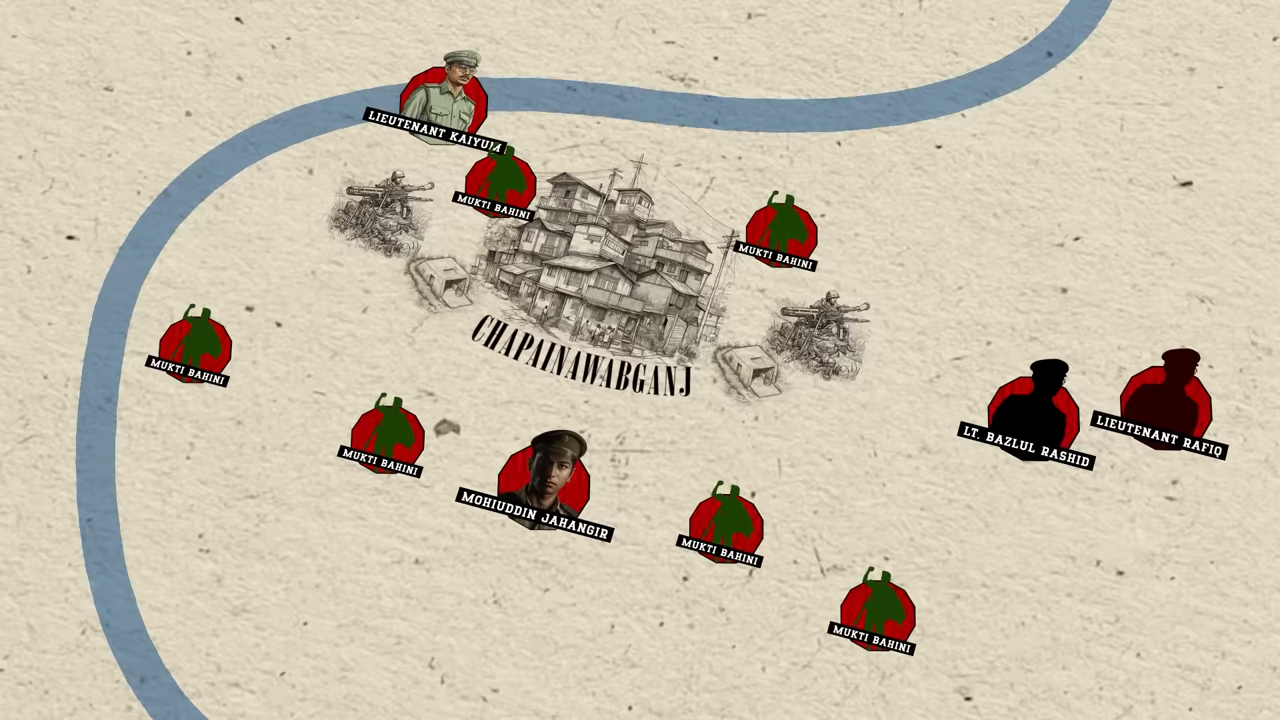 LIEUTENANT KAIYUM
MUKTI BAHINI
MUKTI BAHINI
CHAPAINAWABGANJ
MUKTI BAHINI
MUKTI BAHINI
MOHIUDDIN JAHANGIR
LT. BAZLUL RASHID
LIEUTENANT RAFIQ
MUKTI BAHINI
MUKTI BAHINI